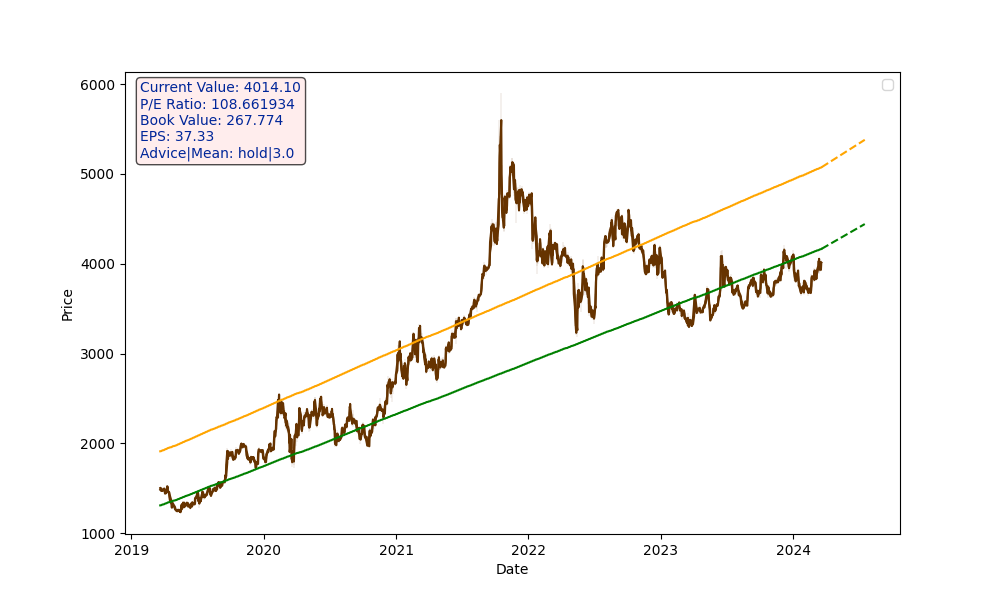 Current Value: 4014.10
P/E Ratio: 108.661934
Book Value: 267.774
EPS: 37.33
Advice|Mean: hold|3.0
6000
5000
4000
3000
2000
1000
Price
2019
2020
2021
2022
2023
2024
Date